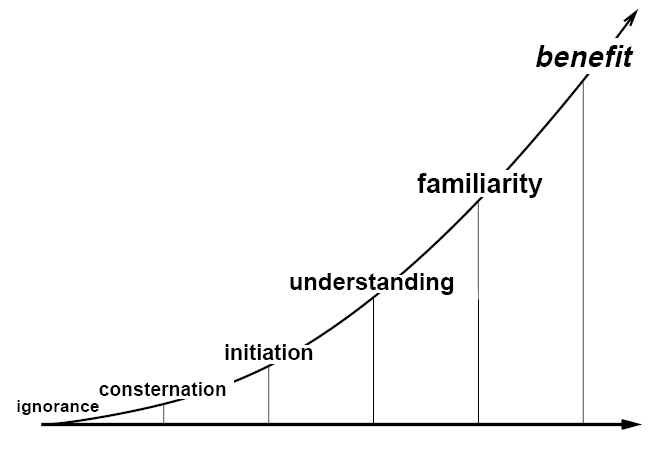 benefit
familiarity
understanding
initiation
consternation
ignorance